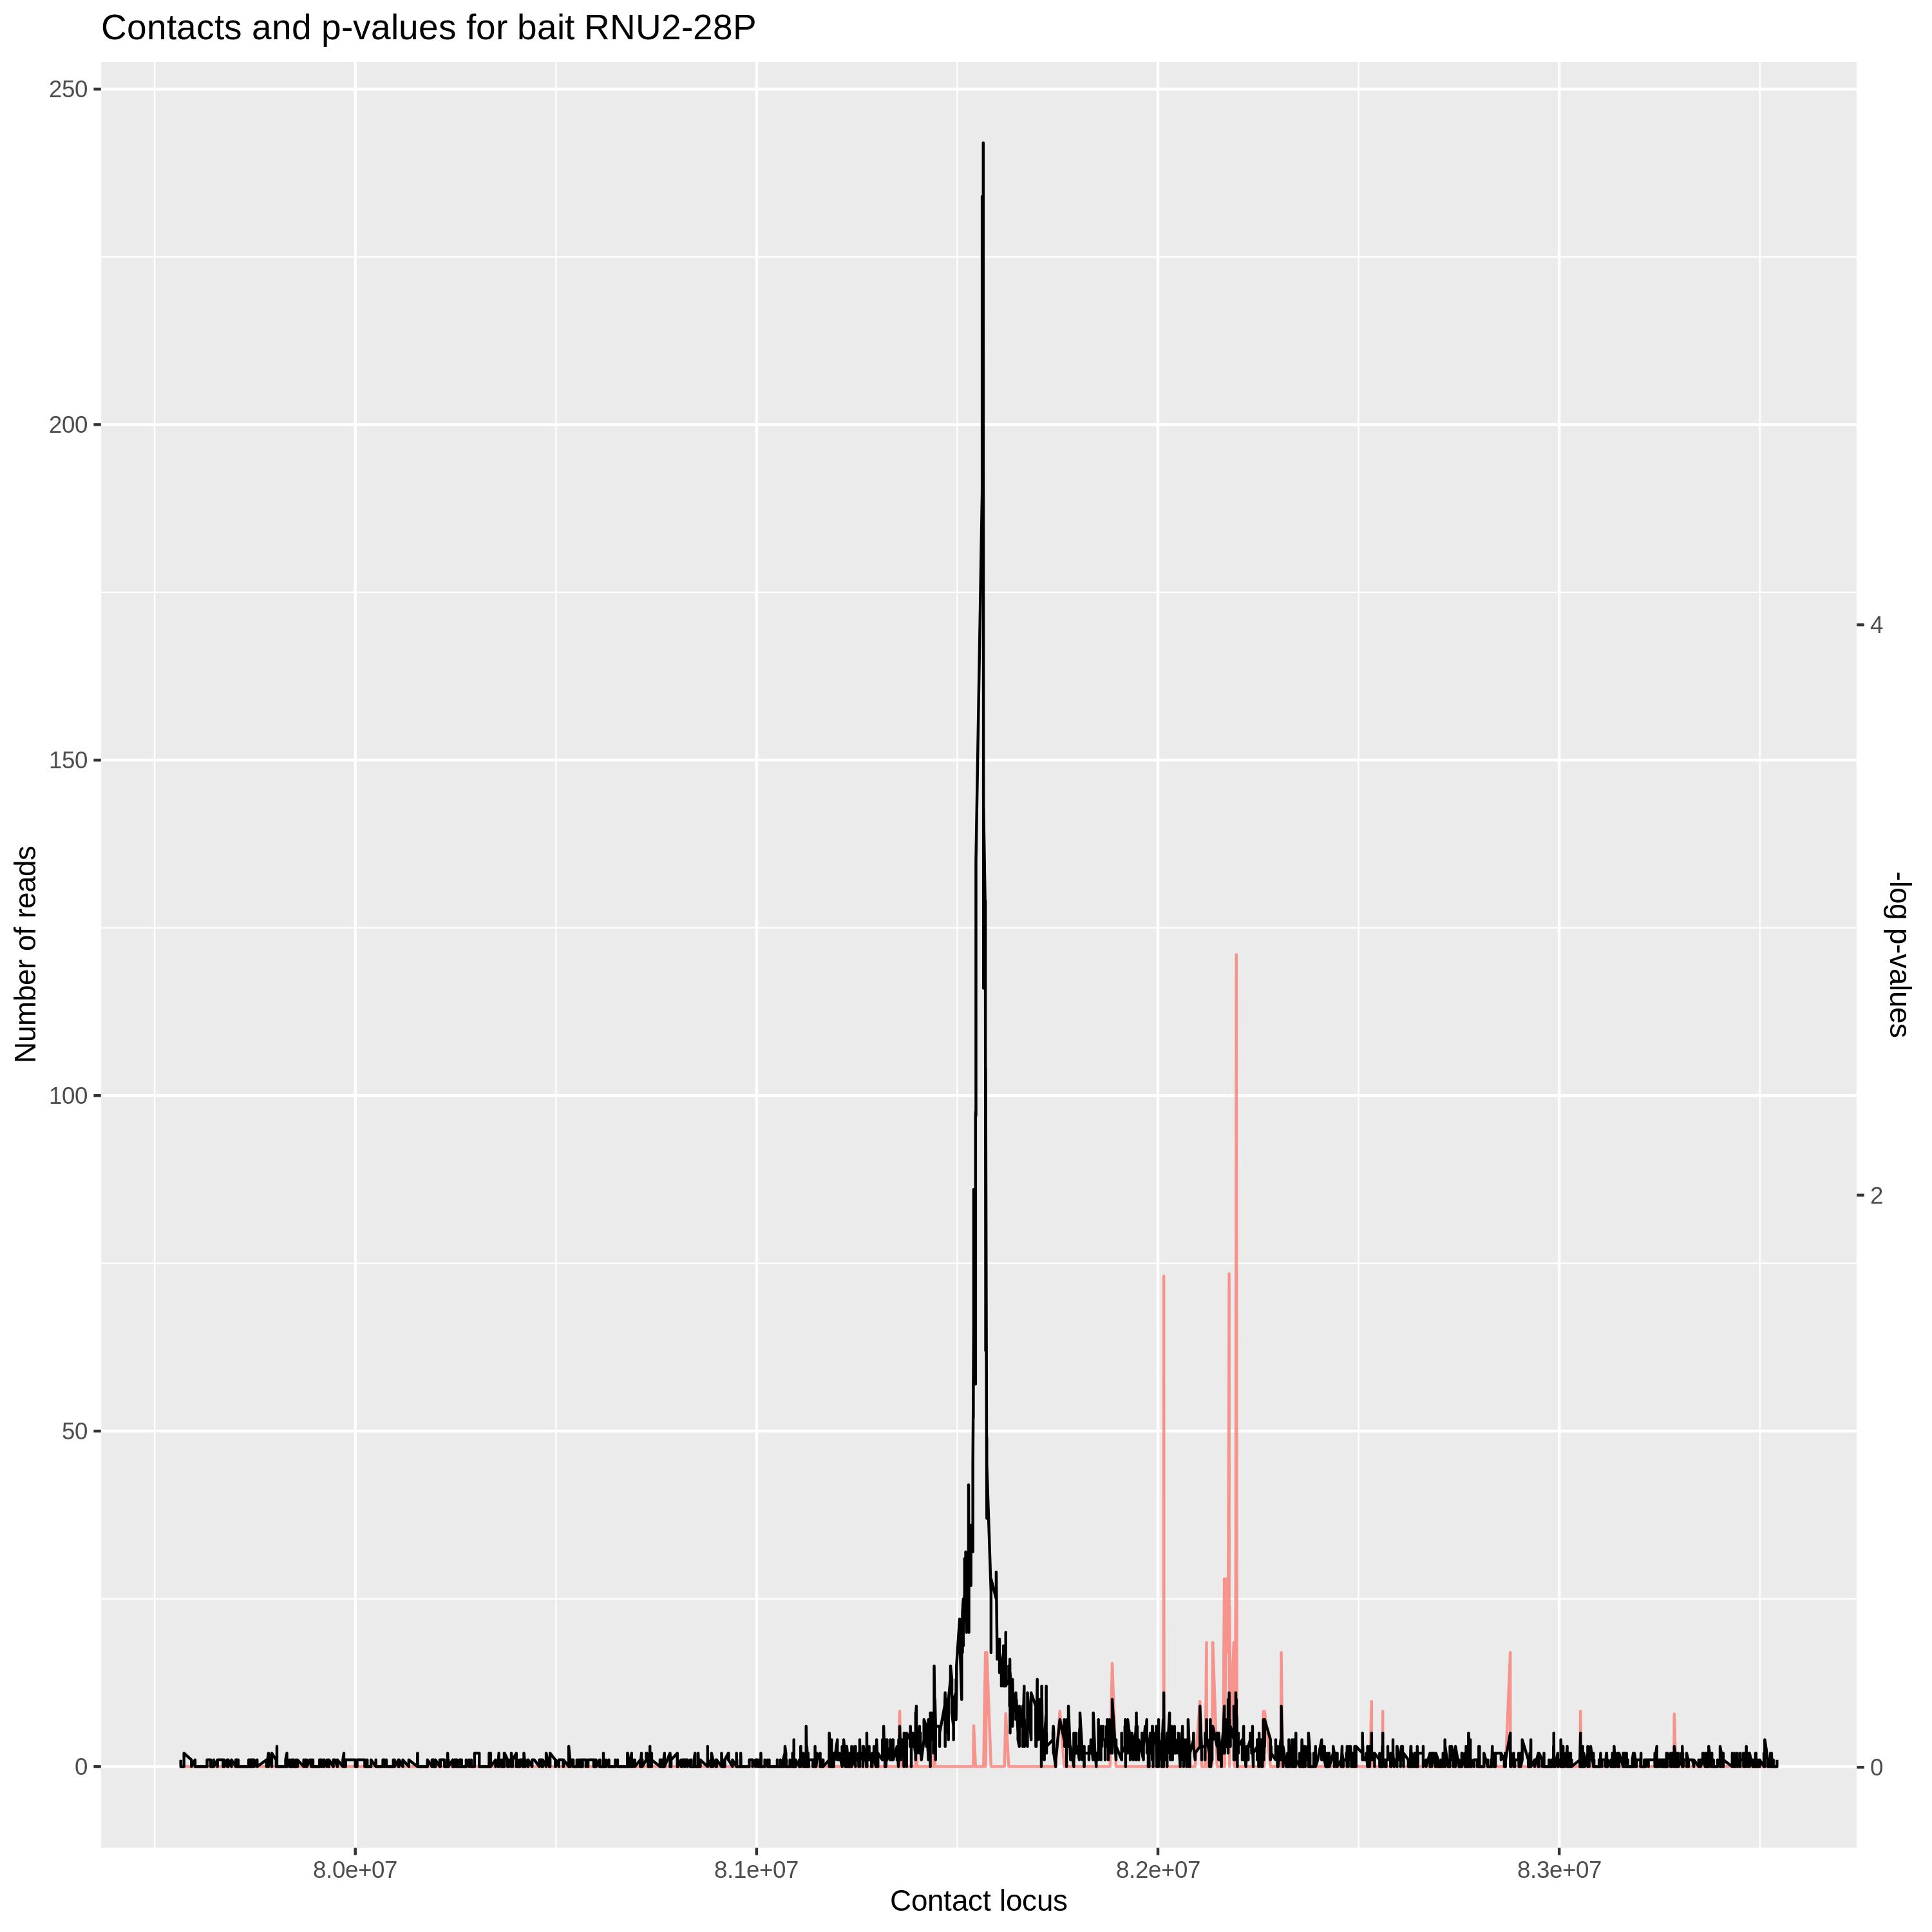 Contacts and p-values for bait RNU2-28P
250
200
150
100
50
0
Number of reads
4
2
0
-log p-values
8.0e+07
8.1e+07
8.2e+07
8.3e+07
Contact locus